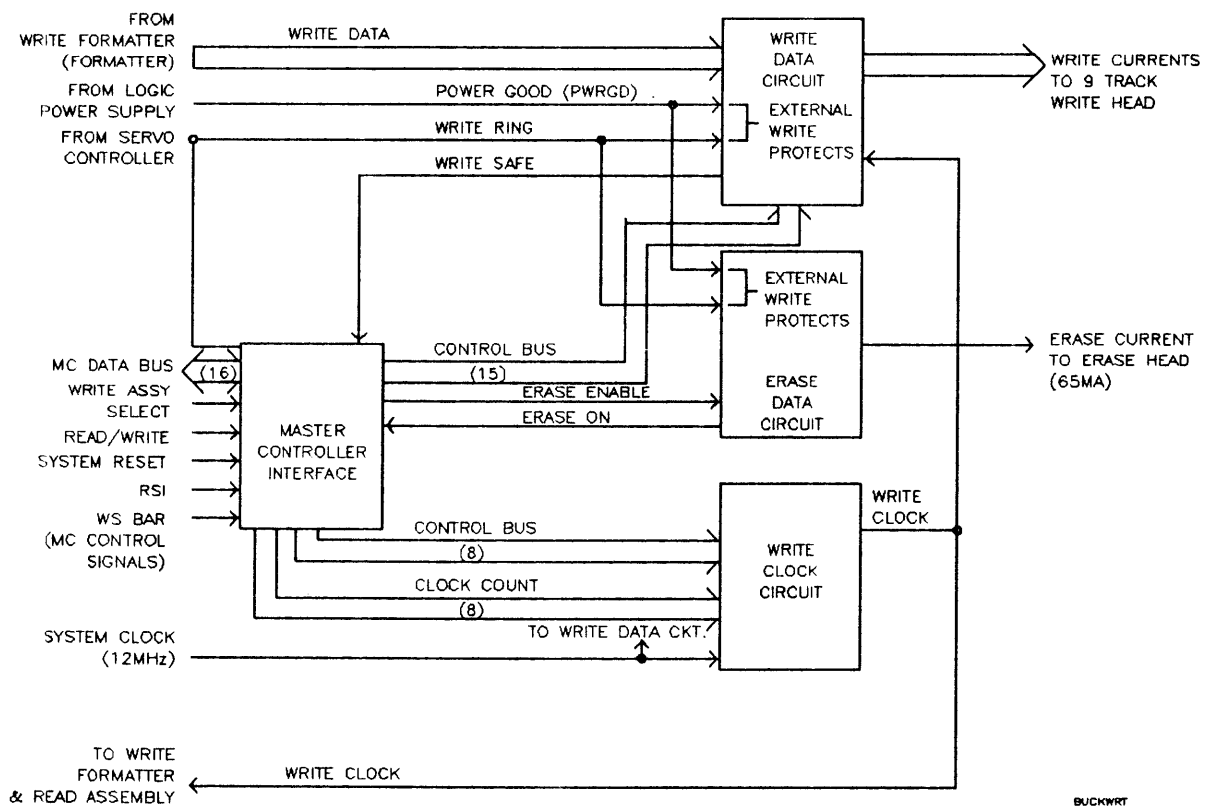 FROM
WRITE FORMATTER
(FORMATTER)
WRITE DATA
WRITE
DATA
CIRCUIT
WRITE CURRENTS
TO 9 TRACK
WRITE HEAD
FROM LOGIC
POWER SUPPLY
POWER GOOD (PWRGD)
EXTERNAL
WRITE
PROTECTS
FROM SERVO
CONTROLLER
WRITE RING
WRITE SAFE
EXTERNAL
WRITE
PROTECTS
ERASE CURRENT
TO ERASE HEAD
(65MA)
MC DATA BUS
(16)
CONTROL BUS
(15)
WRITE ASSY
SELECT
ERASE ENABLE
ERASE
DATA
CIRCUIT
ERASE ON
READ/WRITE
SYSTEM RESET
RSI
WS BAR
(MC CONTROL
SIGNALS)
MASTER
CONTROLLER
INTERFACE
WRITE
CLOCK
CONTROL BUS
(8)
WRITE
CLOCK
CIRCUIT
CLOCK COUNT
(8)
TO WRITE DATA CKT.
SYSTEM CLOCK
(12MHz)
TO WRITE
FORMATTER
& READ ASSEMBLY
WRITE CLOCK
BUCKWRT